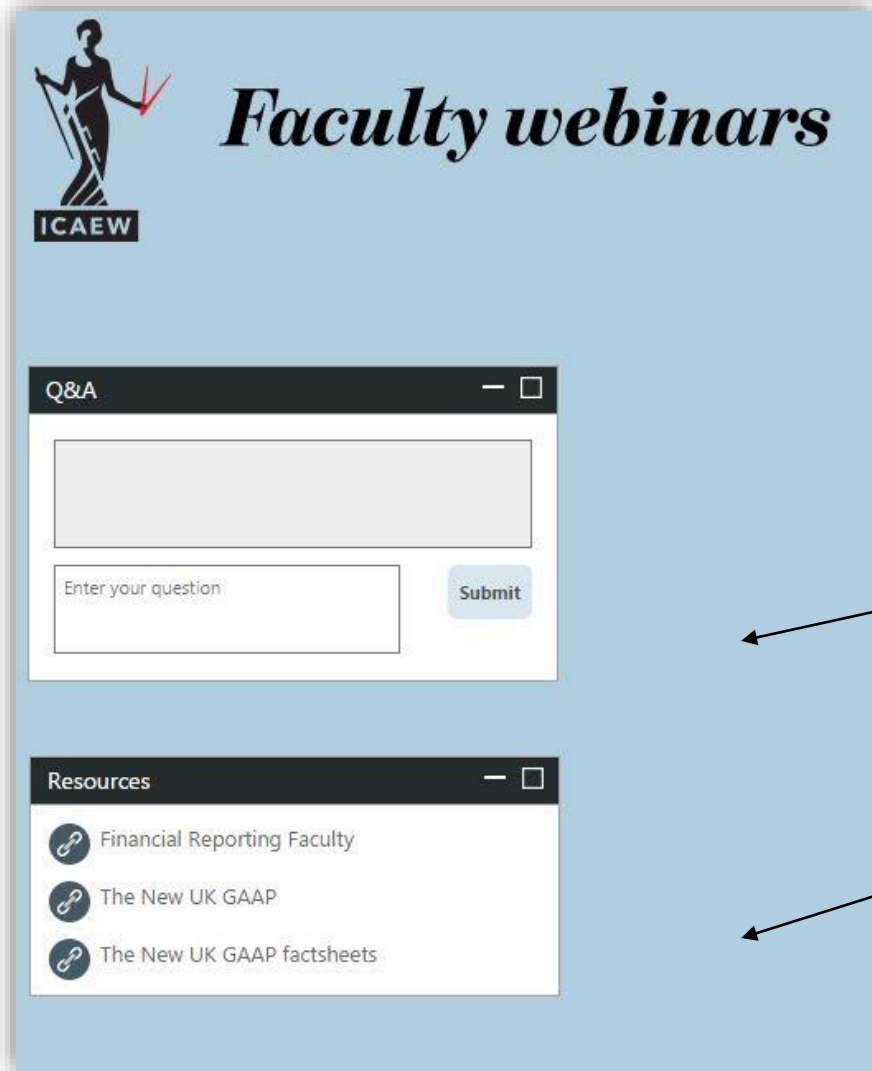 Faculty webinars
ICAEW
Q&A
Enter your question
Submit
Resources
Financial Reporting Faculty
The New UK GAAP
The New UK GAAP factsheets